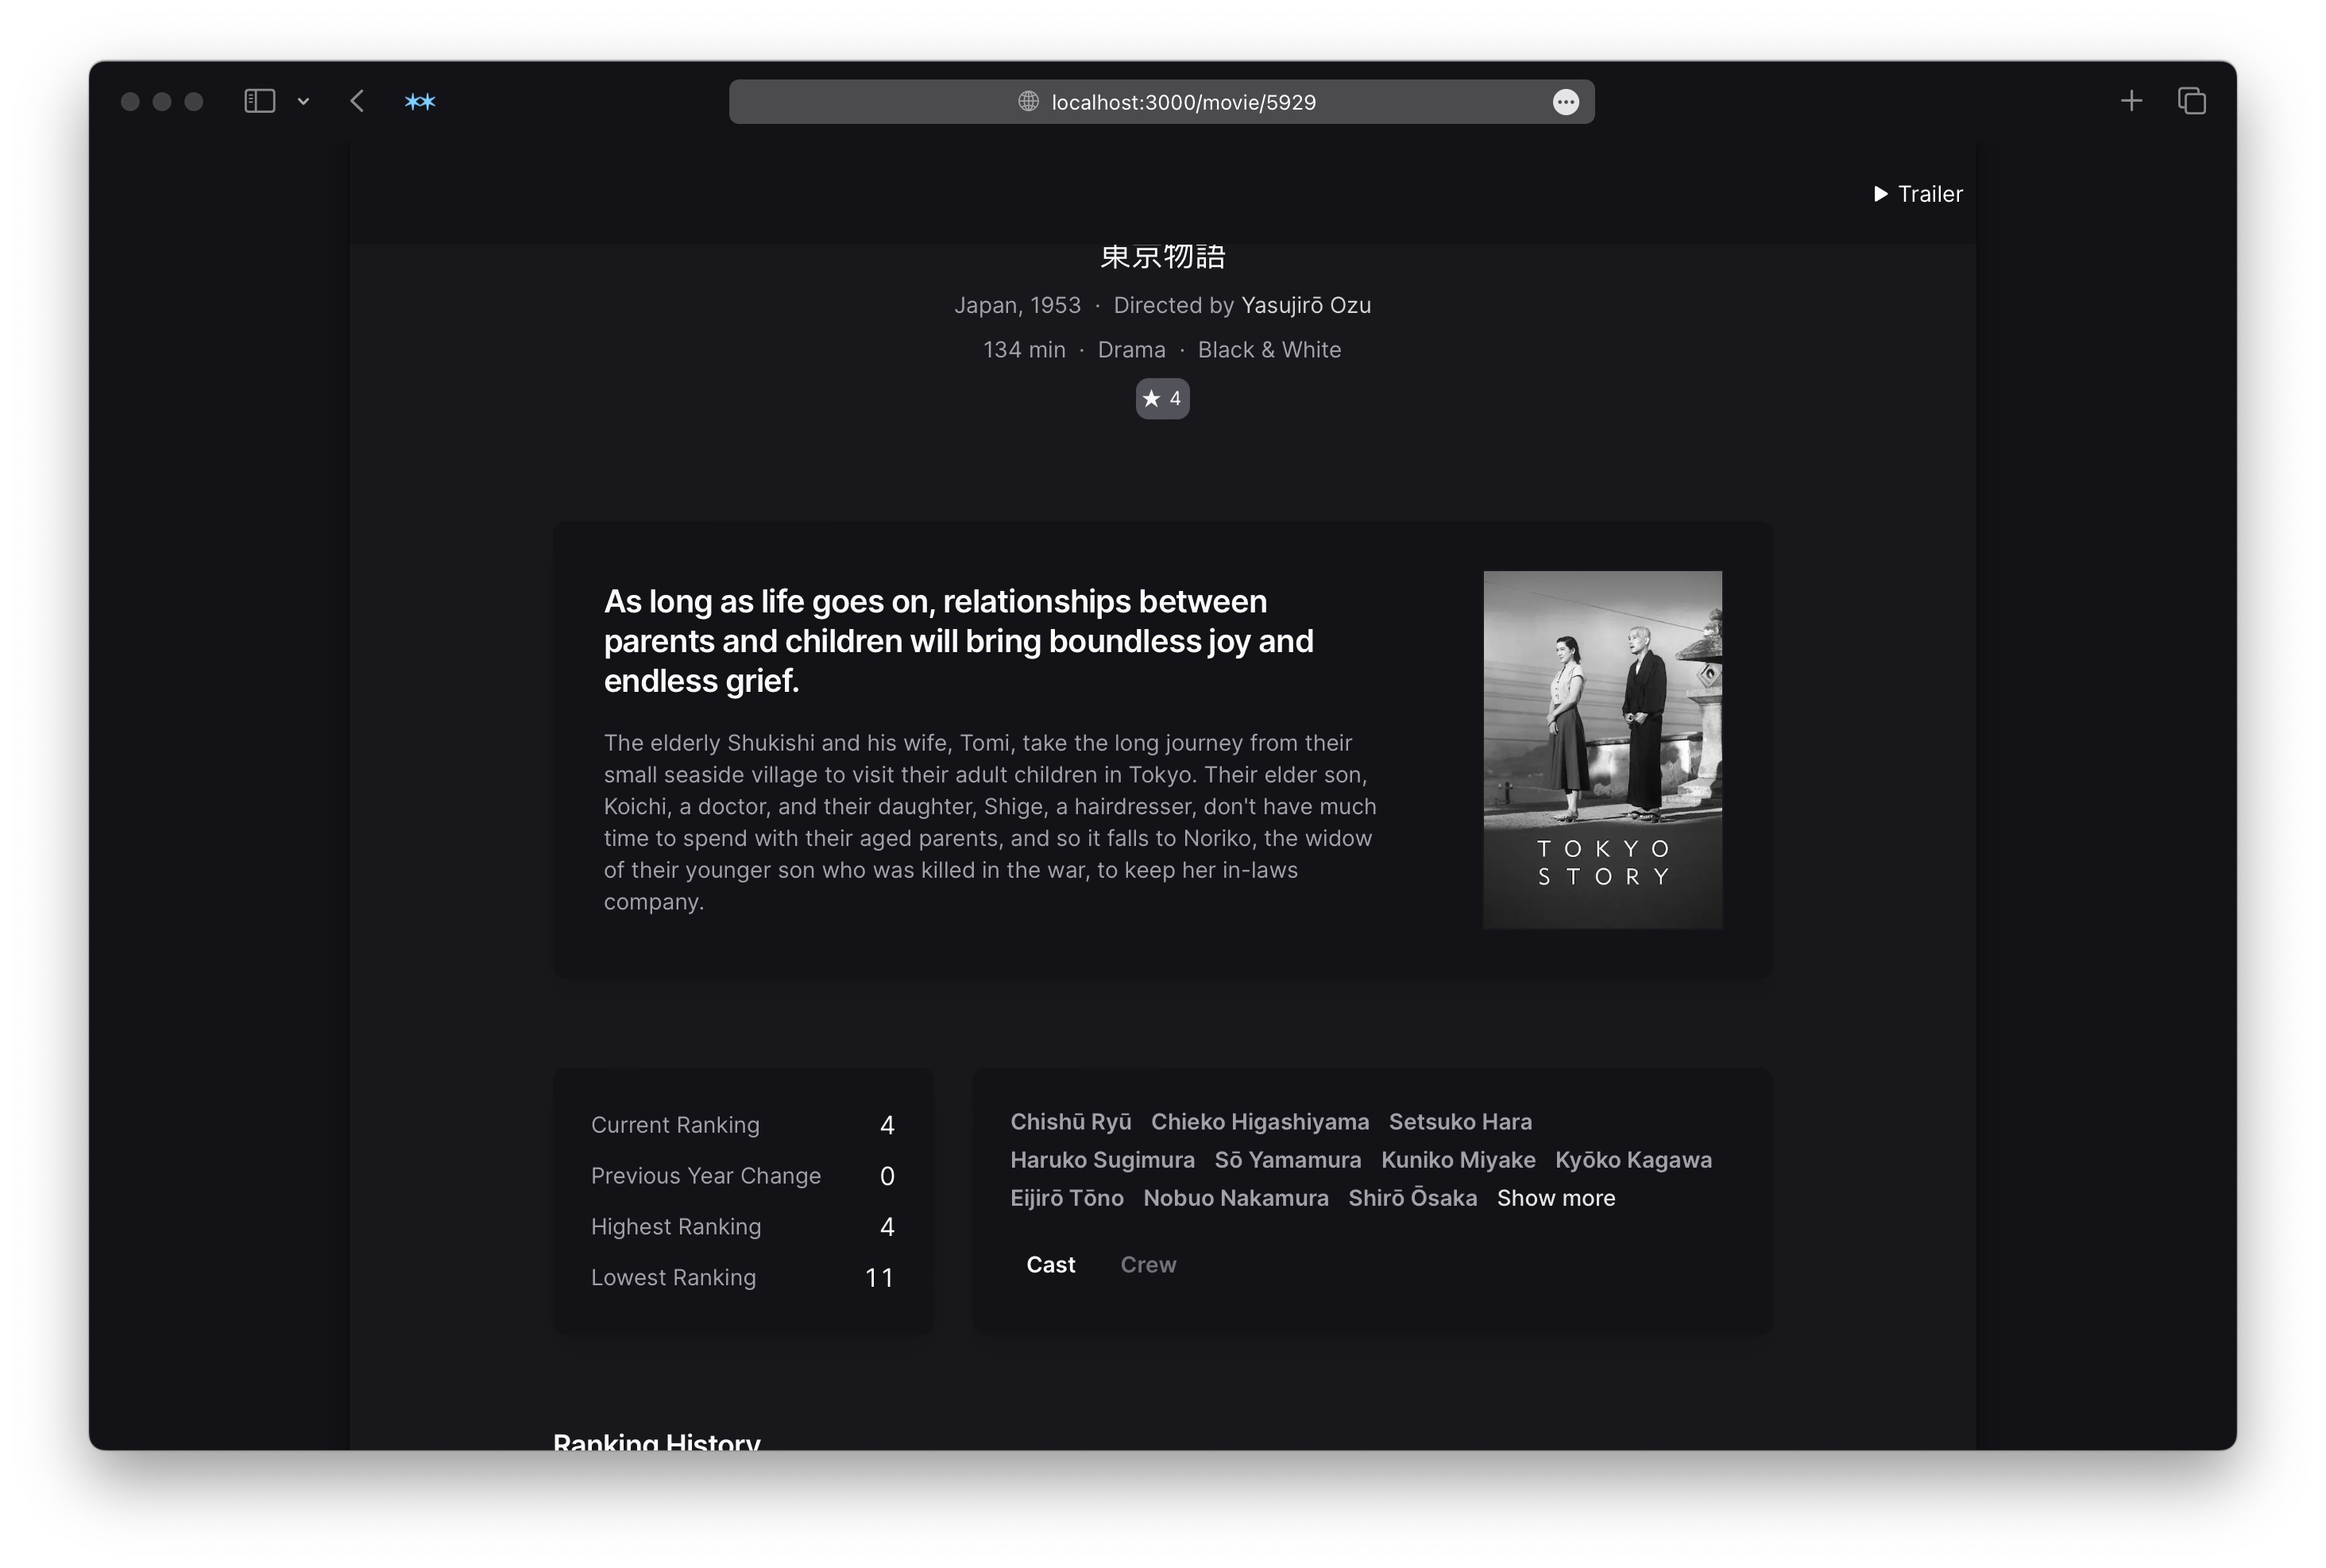 localhost:3000/movie/5929
Trailer
東京物語
Japan, 1953 · Directed by Yasujirō Ozu
134 min · Drama · Black & White
★ 4
As long as life goes on, relationships between
parents and children will bring boundless joy and
endless grief.
The elderly Shukishi and his wife, Tomi, take the long journey from their
small seaside village to visit their adult children in Tokyo. Their elder son,
Koichi, a doctor, and their daughter, Shige, a hairdresser, don't have much
time to spend with their aged parents, and so it falls to Noriko, the widow
of their younger son who was killed in the war, to keep her in-laws
company.
TOKYO
STORY
Current Ranking 4
Previous Year Change 0
Highest Ranking 4
Lowest Ranking 11
Chishū Ryū Chieko Higashiyama Setsuko Hara
Haruko Sugimura Sō Yamamura Kuniko Miyake Kyōko Kagawa
Eijirō Tōno Nobuo Nakamura Shirō Ōsaka Show more
Cast Crew
Ranking History